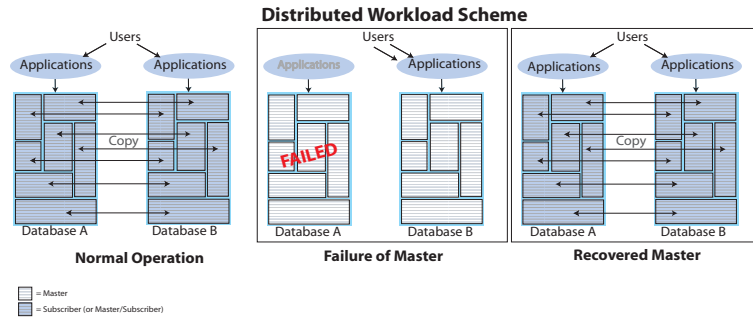 Distributed Workload Scheme
Users
Applications
Applications
Copy
Database A
Database B
Normal Operation
Users
Applications
Applications
FAILED
Database A
Database B
Failure of Master
Users
Applications
Applications
Copy
Database A
Database B
Recovered Master
= Master
= Subscriber (or Master/Subscriber)